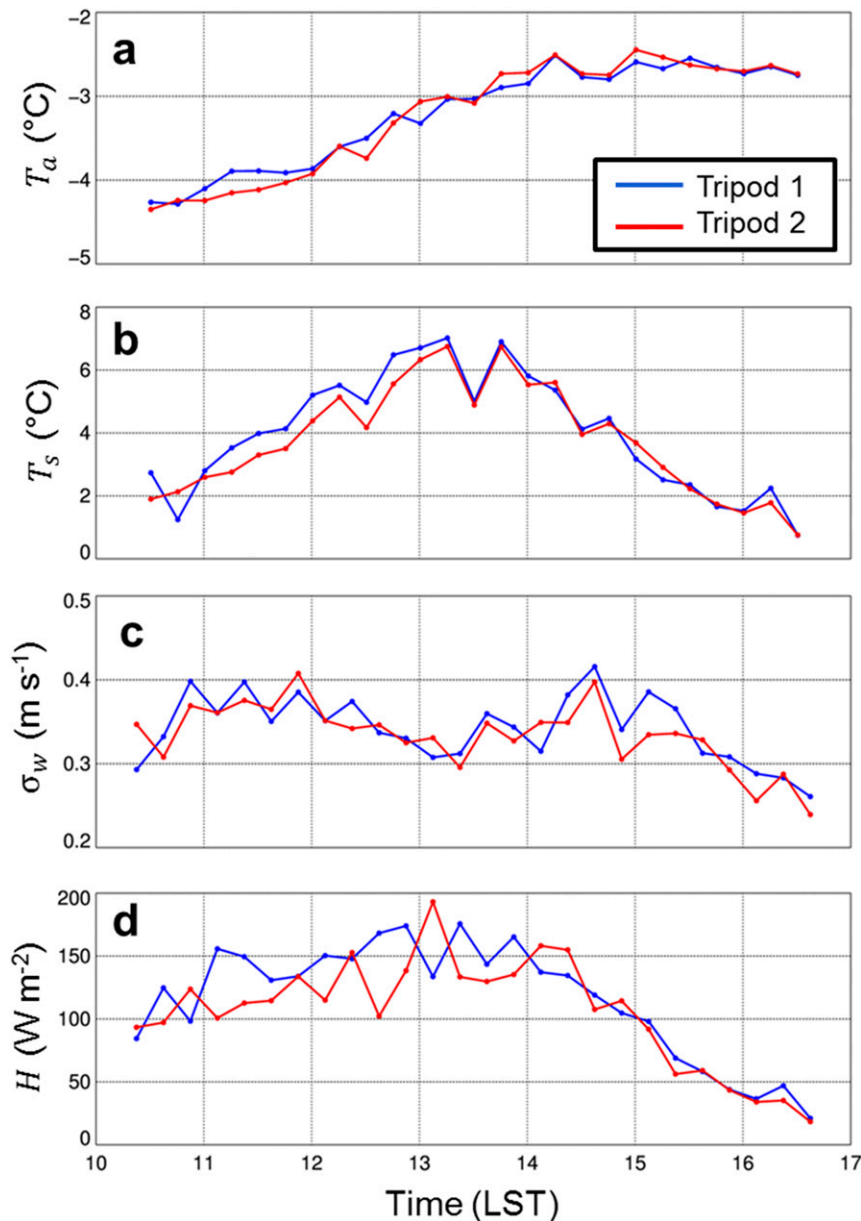 a
−2
−3
−4
−5
Tₐ (°C)
Tripod 1
Tripod 2
b
8
6
4
2
0
Tₛ (°C)
c
0.5
0.4
0.3
0.2
σ_W (m s⁻¹)
d
200
150
100
50
0
H (W m⁻²)
10 11 12 13 14 15 16 17
Time (LST)